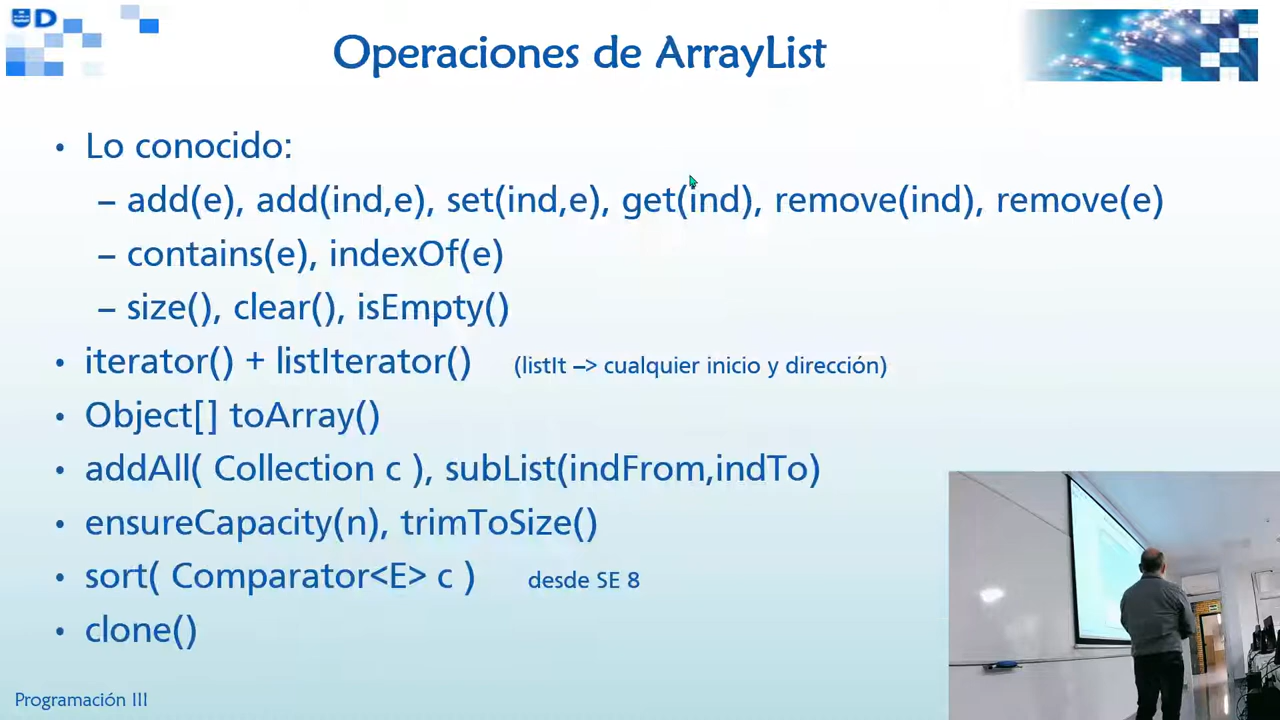 D
Operaciones de ArrayList
• Lo conocido:
– add(e), add(ind,e), set(ind,e), get(ind), remove(ind), remove(e)
– contains(e), indexOf(e)
– size(), clear(), isEmpty()
• iterator() + listIterator() (listIt –> cualquier inicio y dirección)
• Object[] toArray()
• addAll( Collection c ), subList(indFrom,indTo)
• ensureCapacity(n), trimToSize()
• sort( Comparator<E> c ) desde SE 8
• clone()
Programación III